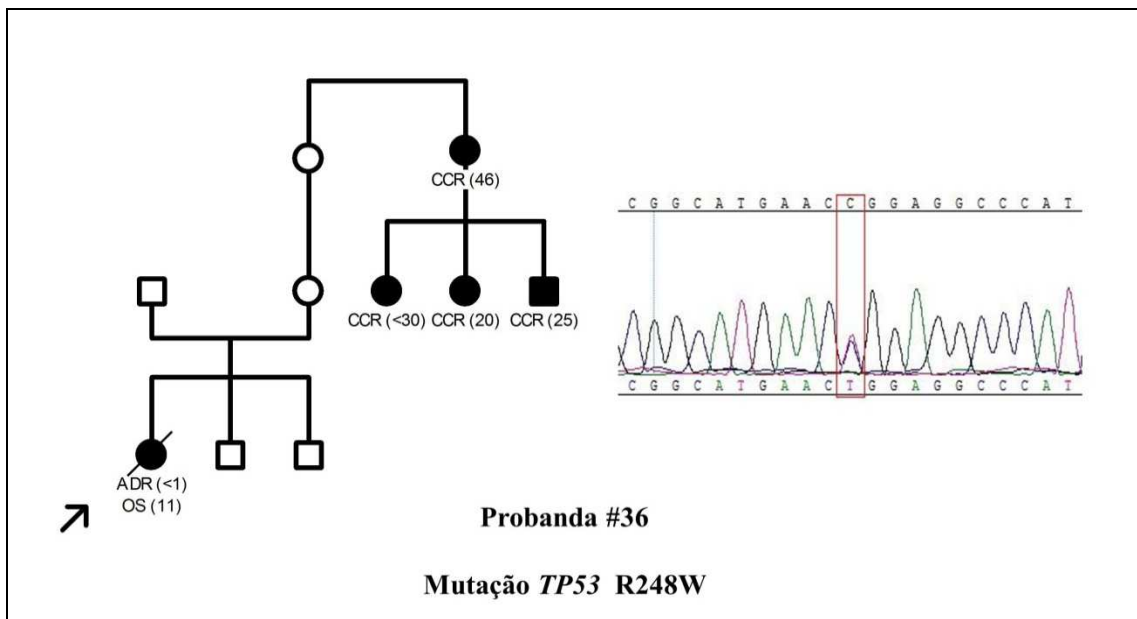 CCR (46)
CCR (<30) CCR (20) CCR (25)
ADR (<1)
OS (11)
C G G C A T G A A C C G G A G G C C C A T
C G G C A T G A A C T G G A G G C C C A T
Probanda #36
Mutação TP53 R248W